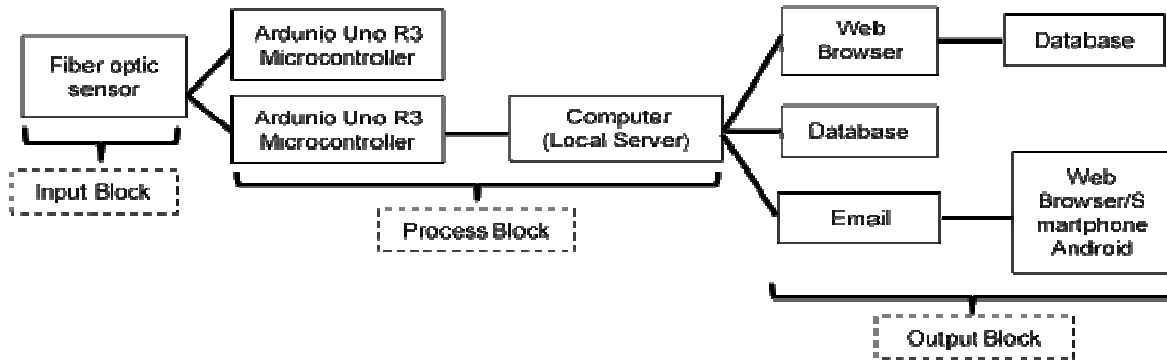 Fiber optic
sensor
Input Block
Ardunio Uno R3
Microcontroller
Ardunio Uno R3
Microcontroller
Computer
(Local Server)
Process Block
Web
Browser
Database
Database
Email
Web
Browser/S
martphone
Android
Output Block